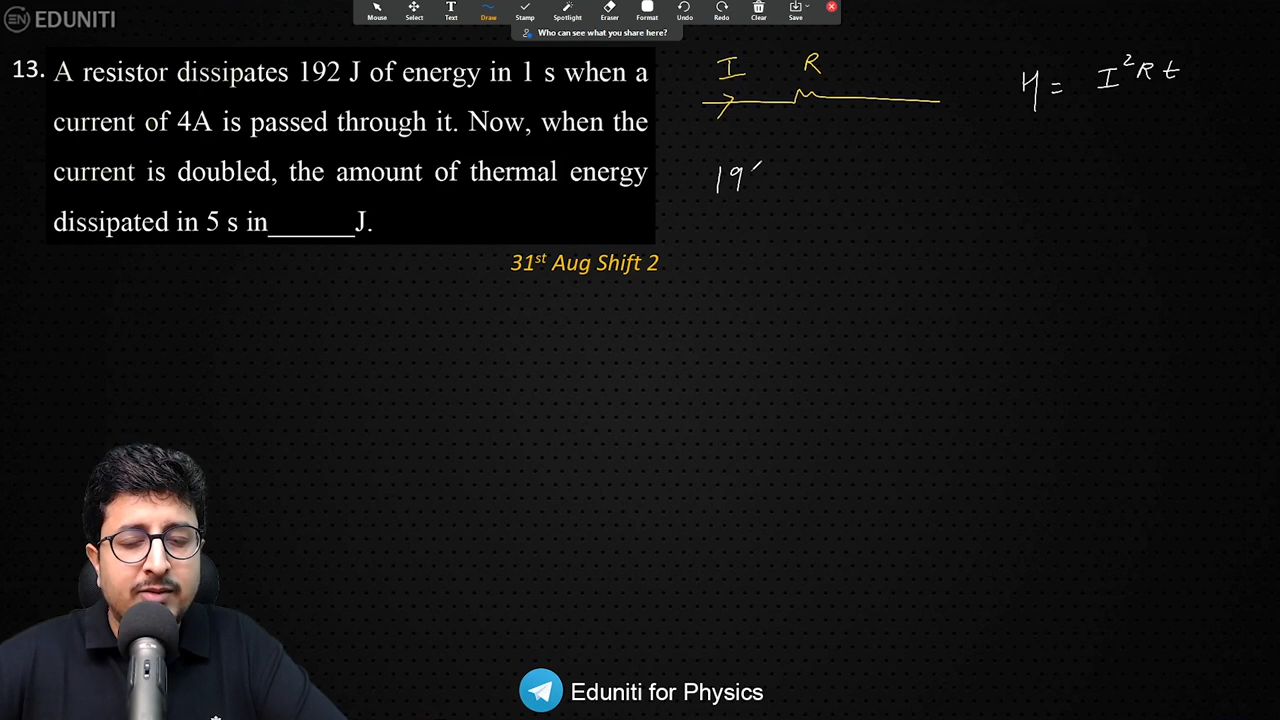 EN EDUNITI
Mouse Select Text Draw Stamp Spotlight Eraser Format Undo Redo Clear Save
Who can see what you share here?
13. A resistor dissipates 192 J of energy in 1 s when a
current of 4A is passed through it. Now, when the
current is doubled, the amount of thermal energy
dissipated in 5 s in______J.
31st Aug Shift 2
I R
H = I²Rt
19
Eduniti for Physics